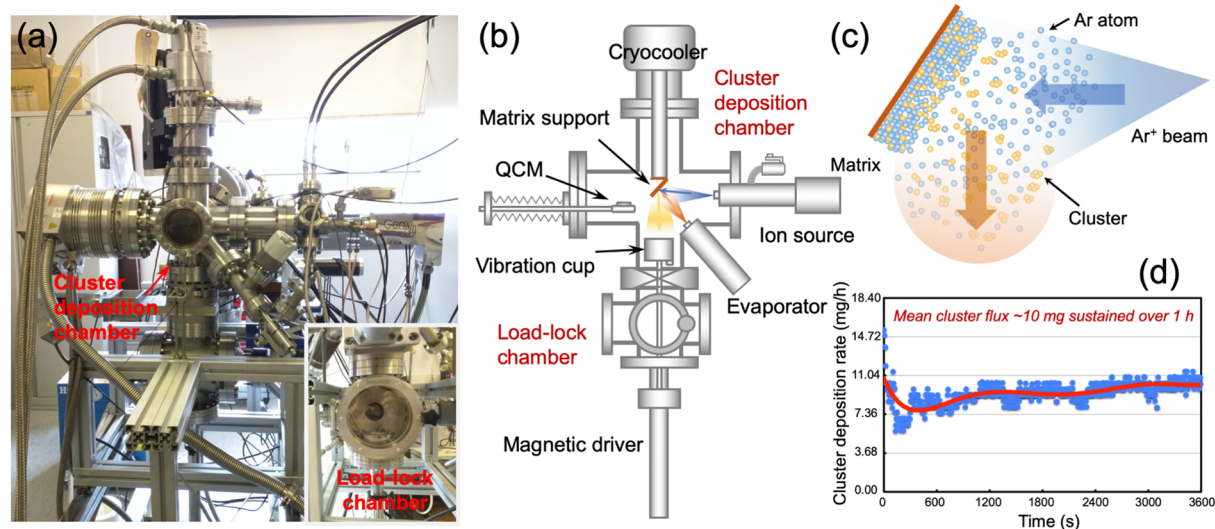 (a)
Cluster
deposition
chamber
Load-lock
chamber
(b)
Cryocooler
Cluster
deposition
chamber
Matrix support
QCM
Ion source
Vibration cup
Evaporator
Load-lock
chamber
Magnetic driver
(c)
Ar atom
Ar⁺ beam
Matrix
Cluster
(d)
Cluster deposition rate (mg/h)
18.40
14.72
11.04
7.36
3.68
0.00
Mean cluster flux ~10 mg sustained over 1 h
0
600
1200
1800
2400
3000
3600
Time (s)